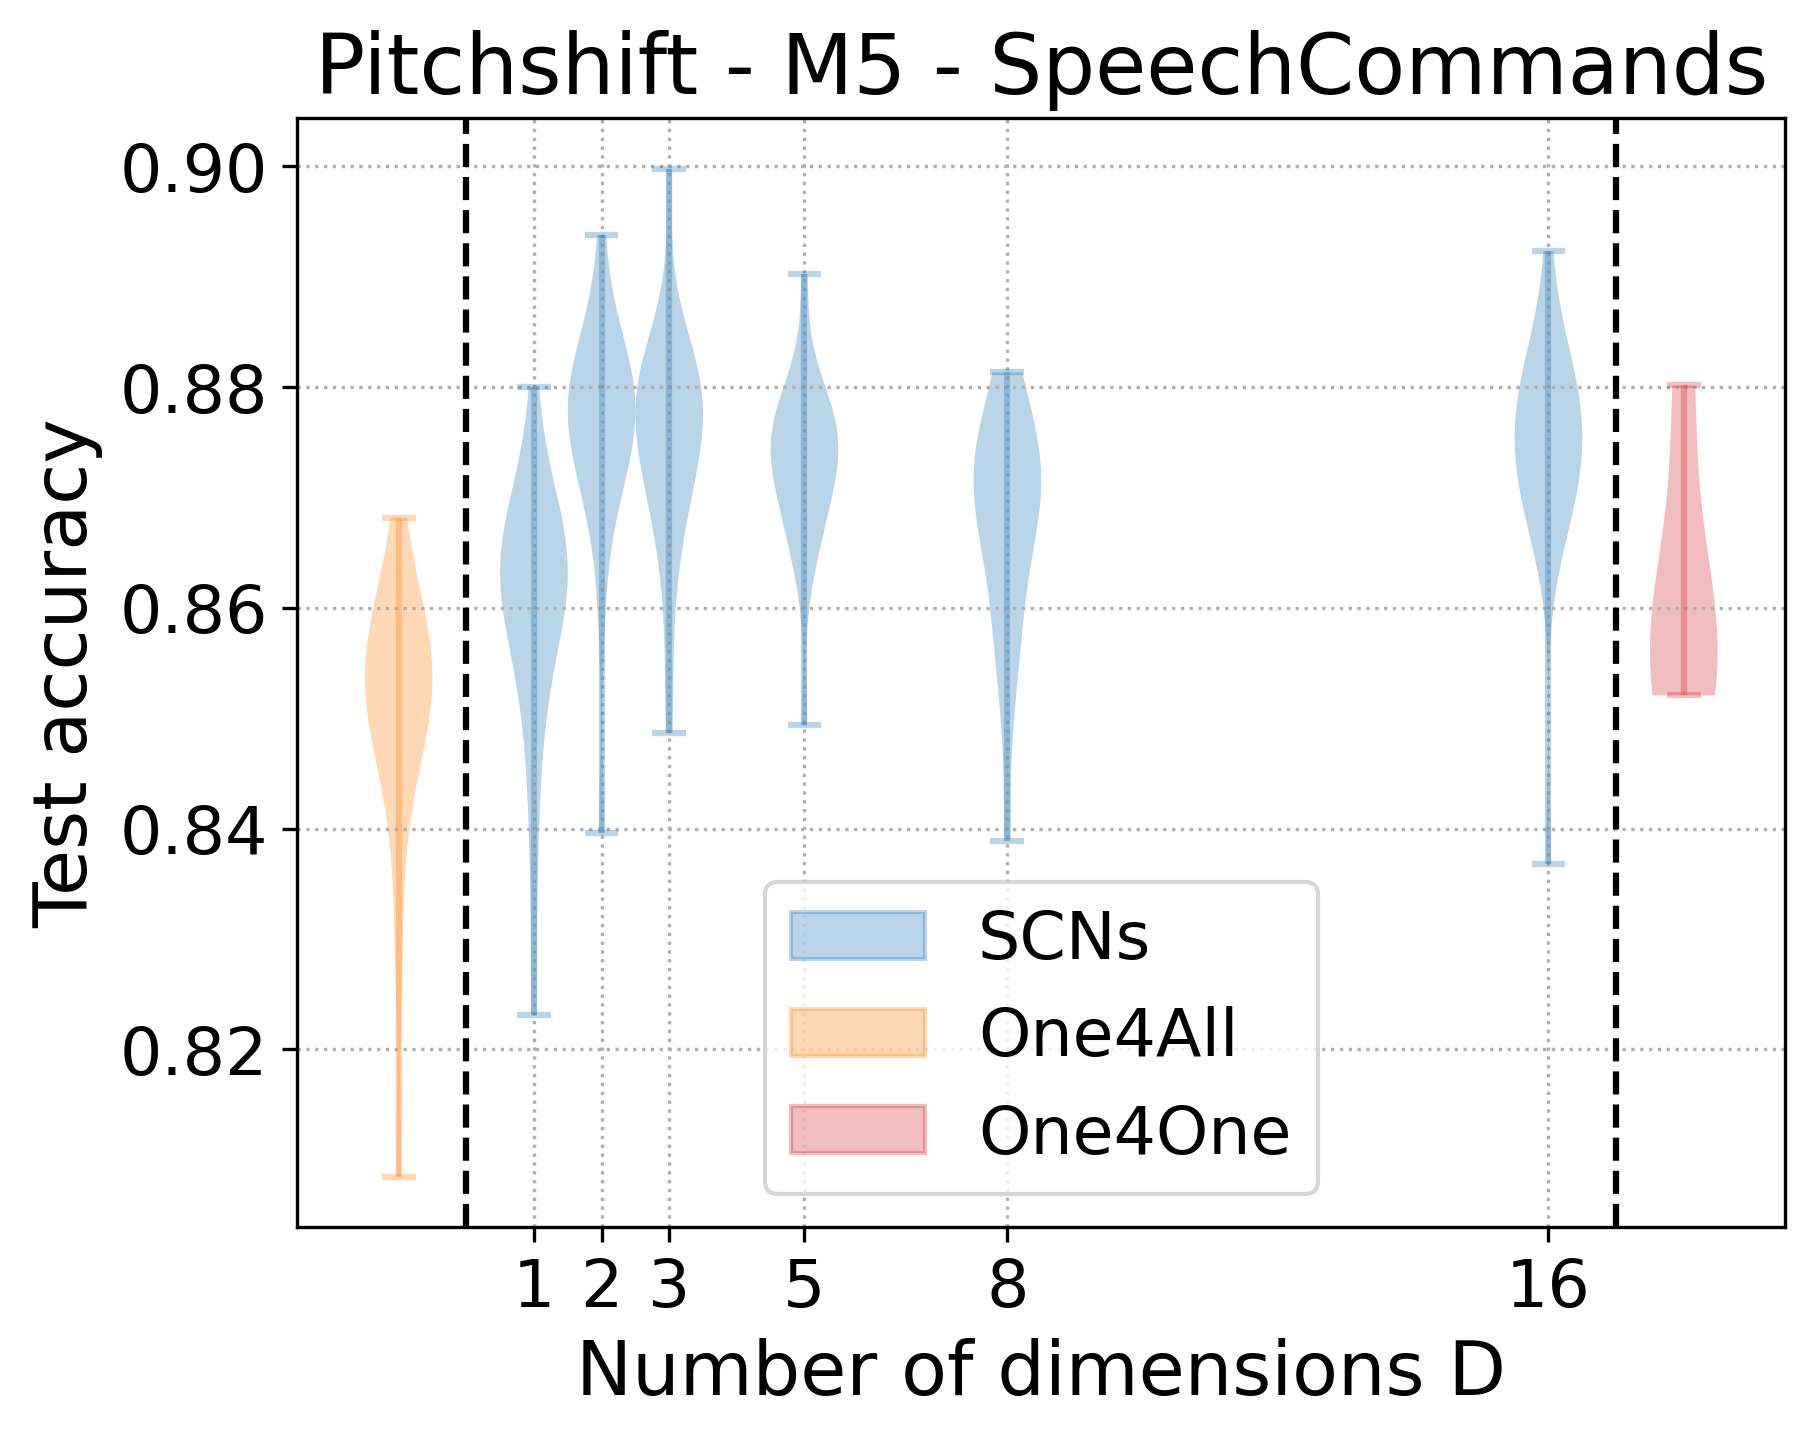 Pitchshift - M5 - SpeechCommands
Test accuracy
0.90
0.88
0.86
0.84
0.82
SCNs
One4All
One4One
1 2 3 5 8 16
Number of dimensions D